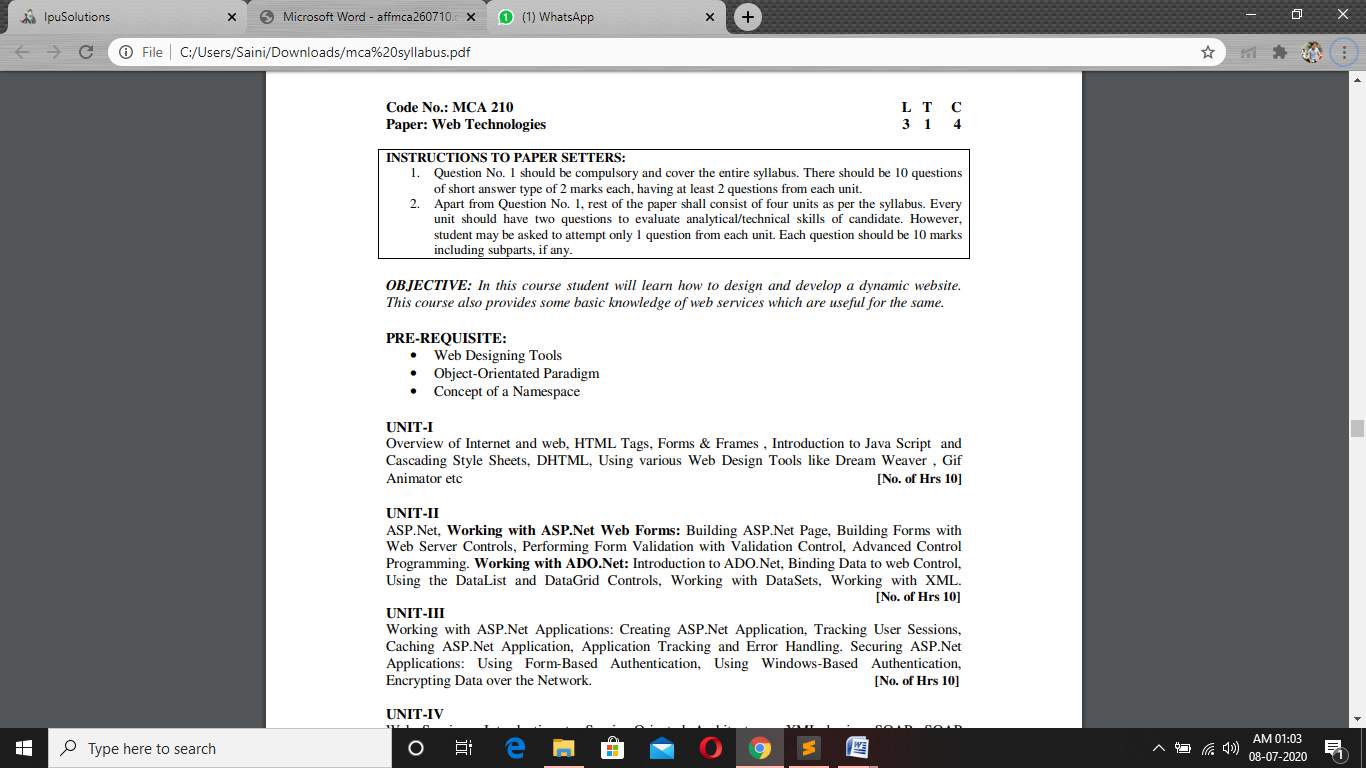 IpuSolutions
Microsoft Word - affmca260710.
(1) WhatsApp
File C:/Users/Saini/Downloads/mca%20syllabus.pdf
Code No.: MCA 210 L T C
Paper: Web Technologies 3 1 4
INSTRUCTIONS TO PAPER SETTERS:
1. Question No. 1 should be compulsory and cover the entire syllabus. There should be 10 questions
of short answer type of 2 marks each, having at least 2 questions from each unit.
2. Apart from Question No. 1, rest of the paper shall consist of four units as per the syllabus. Every
unit should have two questions to evaluate analytical/technical skills of candidate. However,
student may be asked to attempt only 1 question from each unit. Each question should be 10 marks
including subparts, if any.
OBJECTIVE: In this course student will learn how to design and develop a dynamic website.
This course also provides some basic knowledge of web services which are useful for the same.
PRE-REQUISITE:
• Web Designing Tools
• Object-Orientated Paradigm
• Concept of a Namespace
UNIT-I
Overview of Internet and web, HTML Tags, Forms & Frames , Introduction to Java Script and
Cascading Style Sheets, DHTML, Using various Web Design Tools like Dream Weaver , Gif
Animator etc [No. of Hrs 10]
UNIT-II
ASP.Net, Working with ASP.Net Web Forms: Building ASP.Net Page, Building Forms with
Web Server Controls, Performing Form Validation with Validation Control, Advanced Control
Programming. Working with ADO.Net: Introduction to ADO.Net, Binding Data to web Control,
Using the DataList and DataGrid Controls, Working with DataSets, Working with XML.
[No. of Hrs 10]
UNIT-III
Working with ASP.Net Applications: Creating ASP.Net Application, Tracking User Sessions,
Caching ASP.Net Application, Application Tracking and Error Handling. Securing ASP.Net
Applications: Using Form-Based Authentication, Using Windows-Based Authentication,
Encrypting Data over the Network. [No. of Hrs 10]
UNIT-IV
Type here to search
AM 01:03
08-07-2020
1